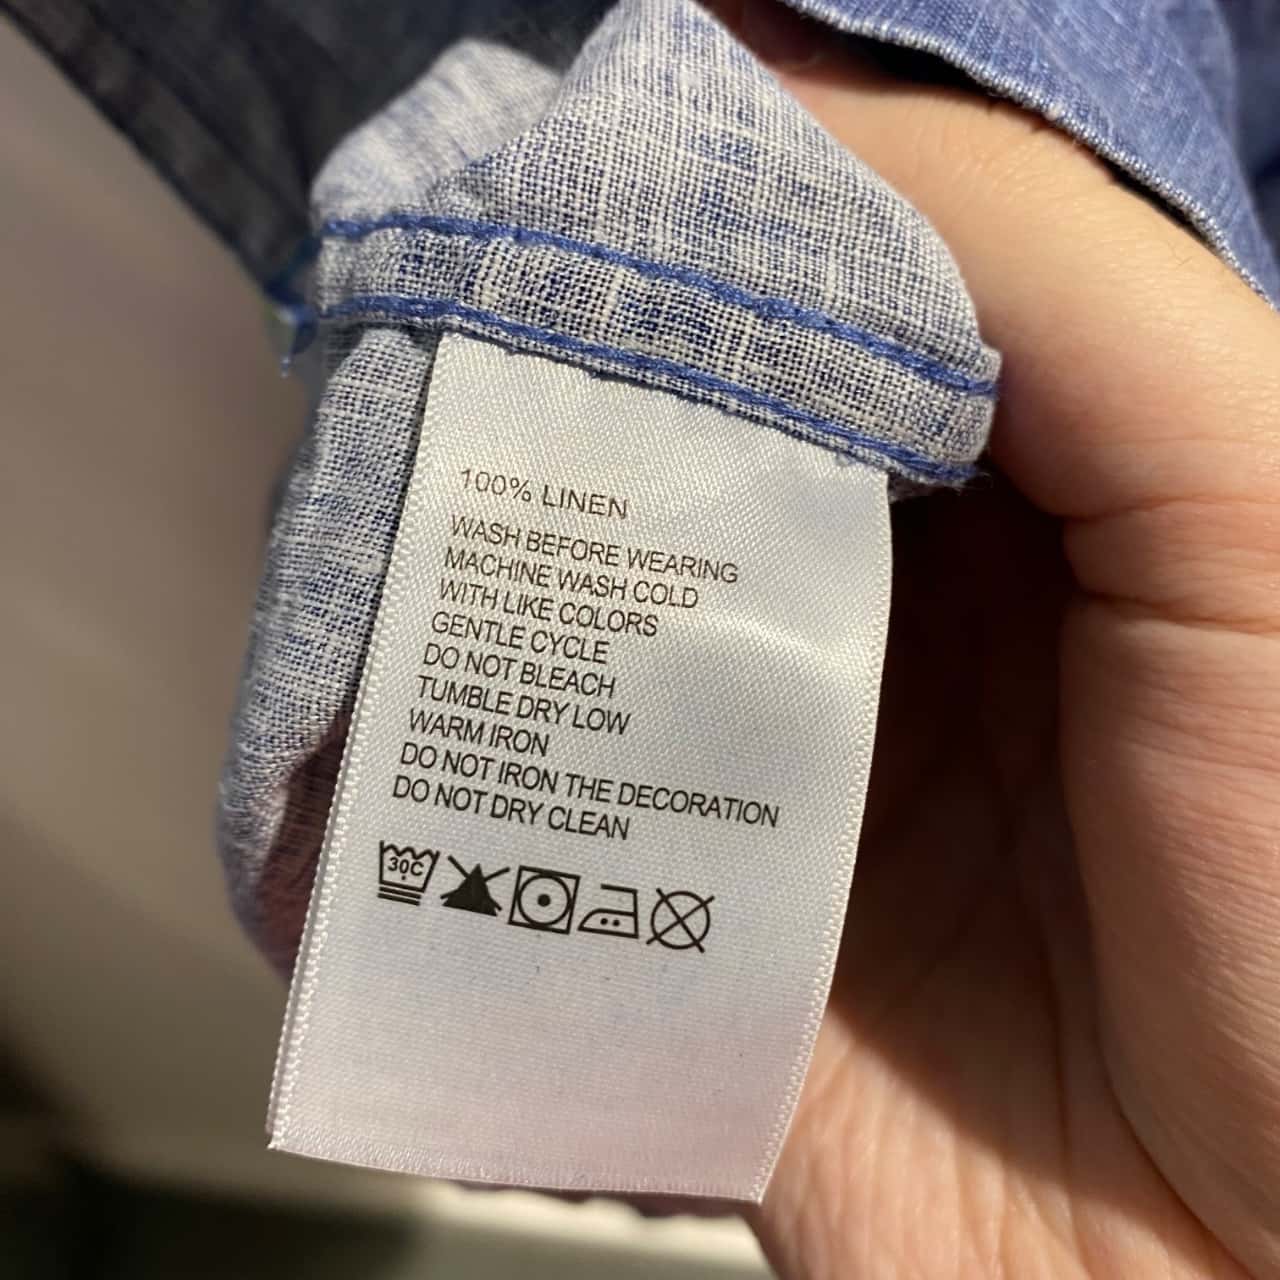 100% LINEN
WASH BEFORE WEARING
MACHINE WASH COLD
WITH LIKE COLORS
GENTLE CYCLE
DO NOT BLEACH
TUMBLE DRY LOW
WARM IRON
DO NOT IRON THE DECORATION
DO NOT DRY CLEAN
30C